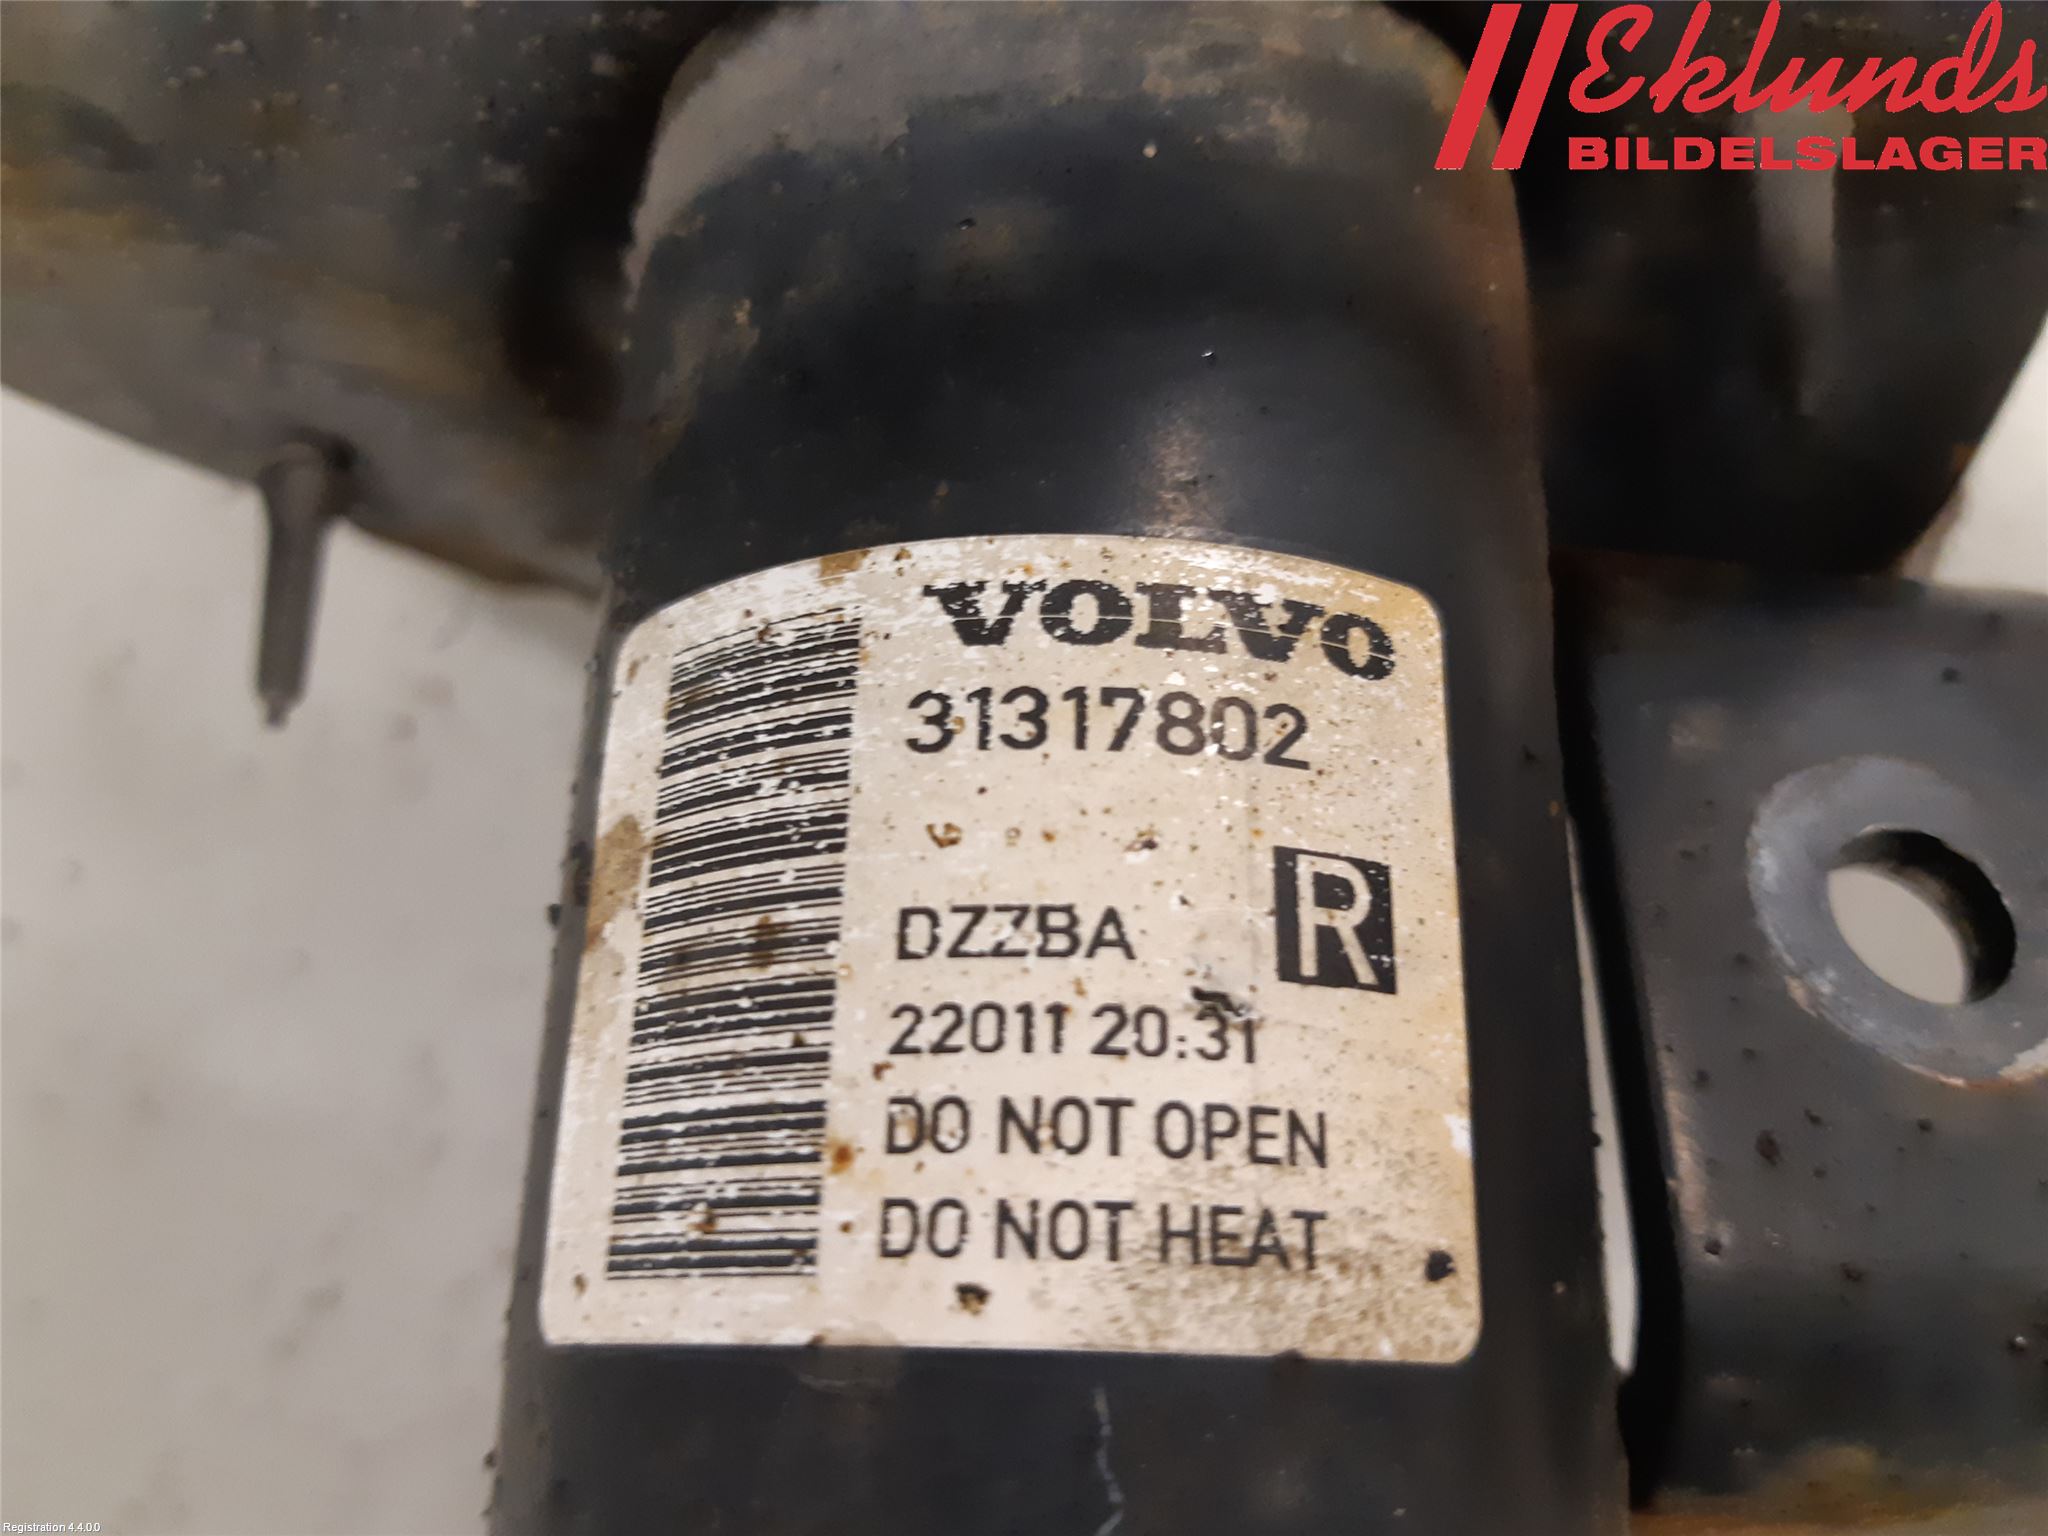 Eklunds
BILDELSLAGER
VOLVO
31317802
R
DZZBA
22011 20:31
DO NOT OPEN
DO NOT HEAT
Registration 4.4.0.0